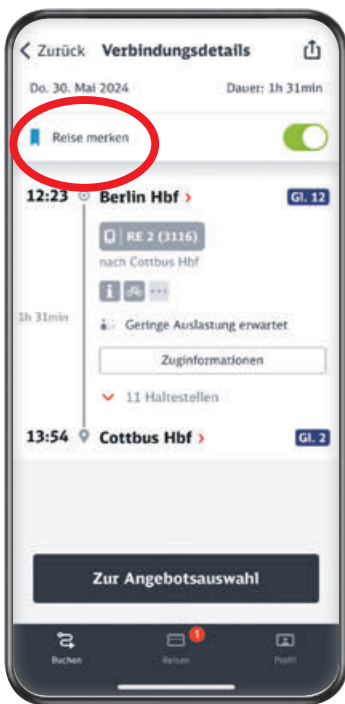 Zurück Verbindungsdetails
Do. 30. Mai 2024 Dauer: 1h 31min
Reise merken
12:23 Berlin Hbf Gl. 12
RE 2 (3116)
nach Cottbus Hbf
i ···
1h 31min
Geringe Auslastung erwartet
Zuginformationen
11 Haltestellen
13:54 Cottbus Hbf Gl. 2
Zur Angebotsauswahl
1
Buchen Reisen Profil